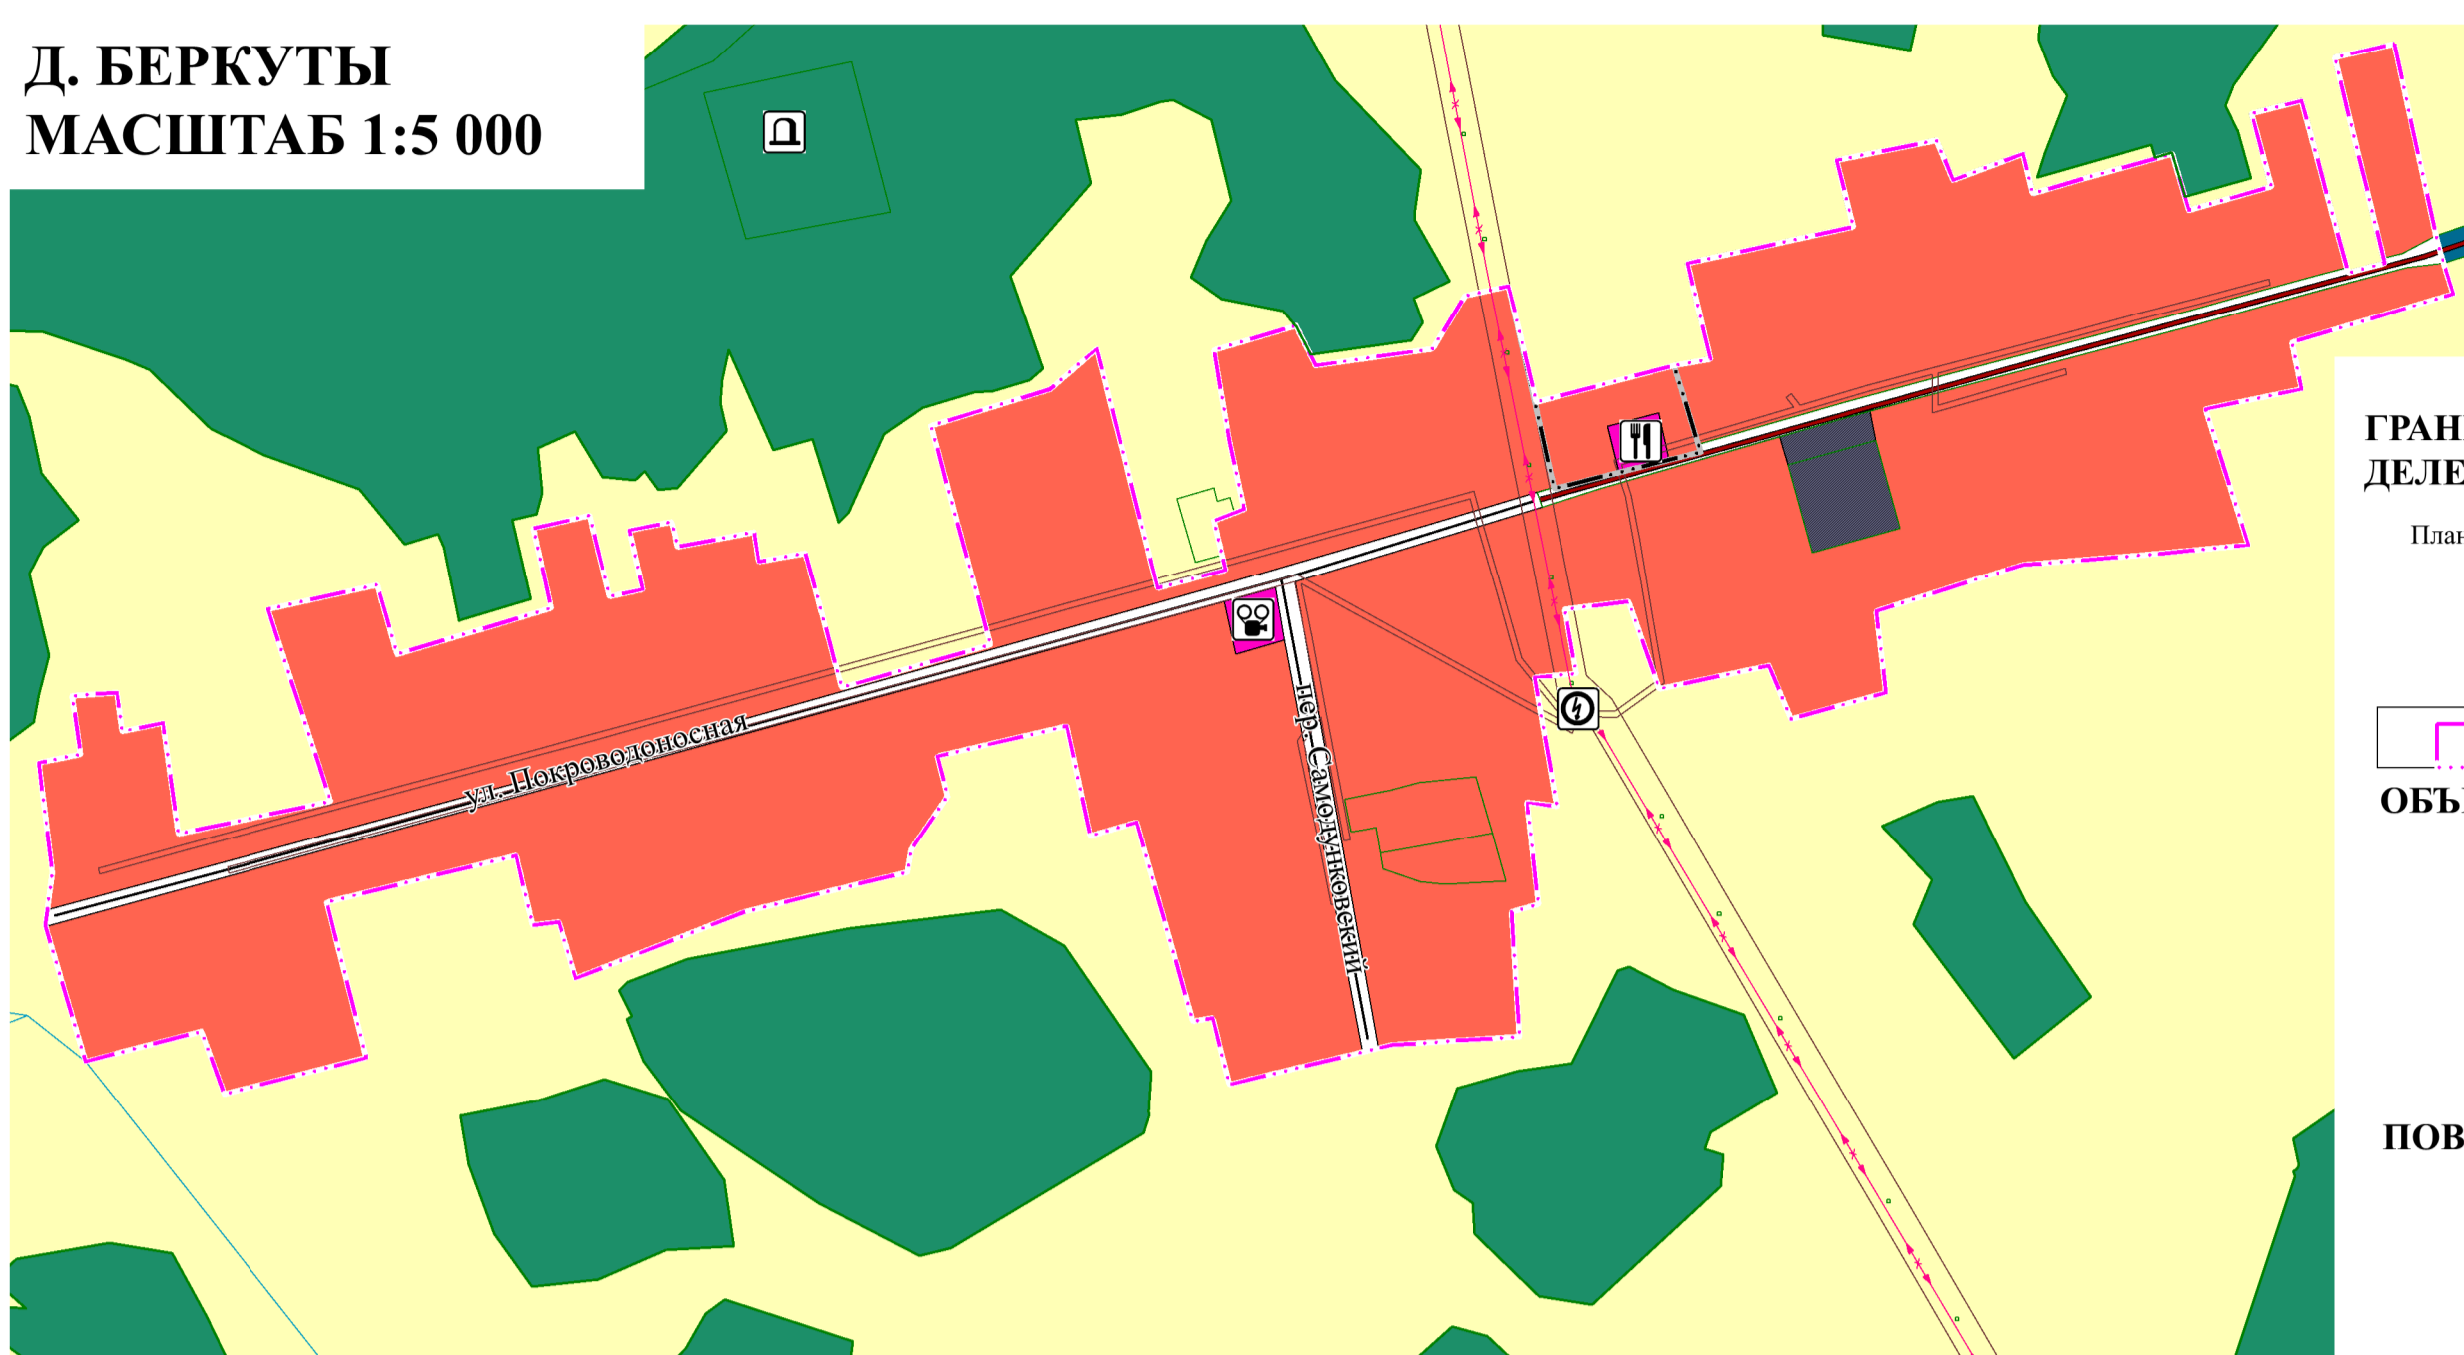 Д. БЕРКУТЫ
МАСШТАБ 1:5 000
ГРАН
ДЕЛЕ
План
ОБЪ
ПОВ
ул. Покроводоносная
пер. Самодунковский